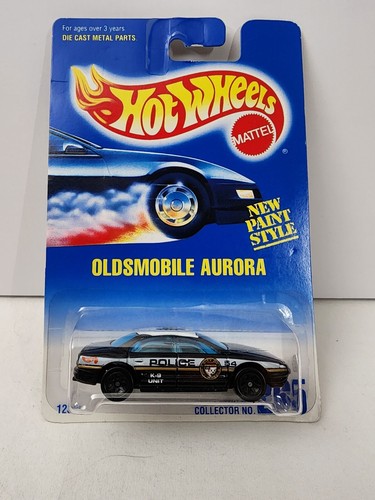 For ages over 3 years
DIE CAST METAL PARTS
HOT WHEELS
MATTEL
®
NEW
PAINT
STYLE
OLDSMOBILE AURORA
POLICE
K-9
UNIT
COLLECTOR NO.